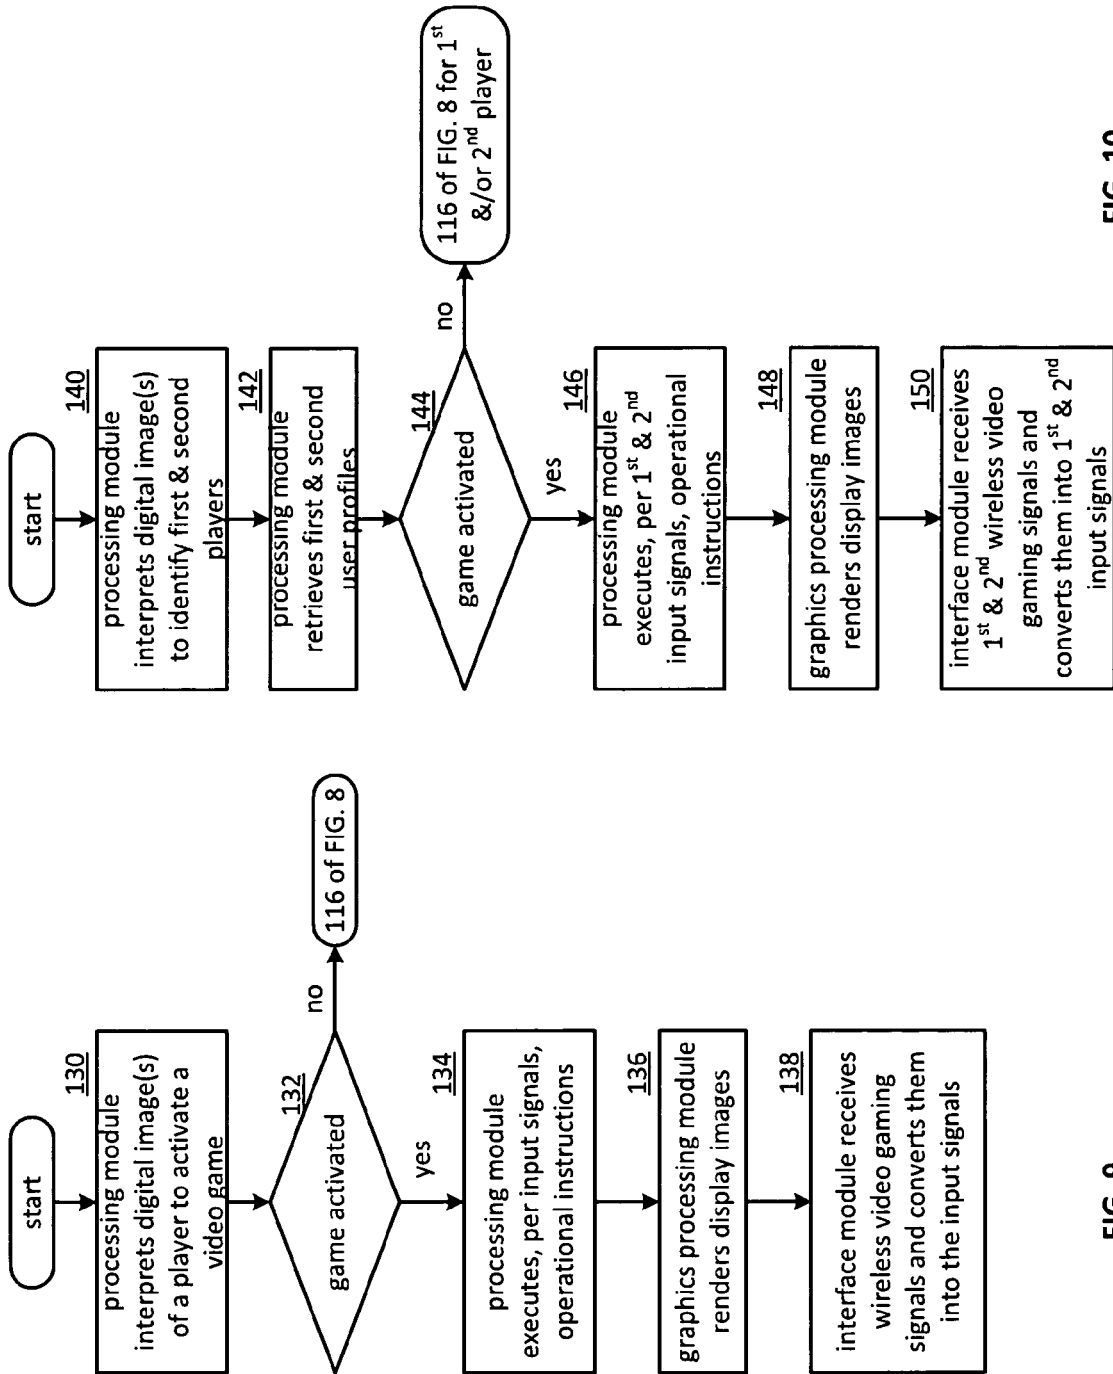 start
130
processing module
interprets digital image(s)
of a player to activate a
video game
132
game activated
no
116 of FIG. 8
yes
134
processing module
executes, per input signals,
operational instructions
136
graphics processing module
renders display images
138
interface module receives
wireless video gaming
signals and converts them
into the input signals
FIG. 9
start
140
processing module
interprets digital image(s)
to identify first & second
players
142
processing module
retrieves first & second
user profiles
144
game activated
no
116 of FIG. 8 for 1st
&/or 2nd player
yes
146
processing module
executes, per 1st & 2nd
input signals, operational
instructions
148
graphics processing module
renders display images
150
interface module receives
1st & 2nd wireless video
gaming signals and
converts them into 1st & 2nd
input signals
FIG. 10